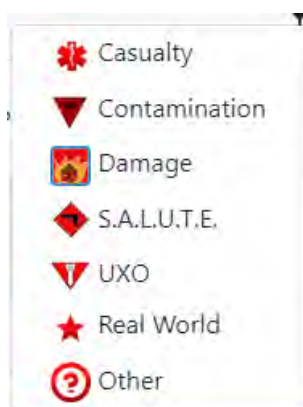 Casualty
Contamination
Damage
S.A.L.U.T.E.
UXO
Real World
Other